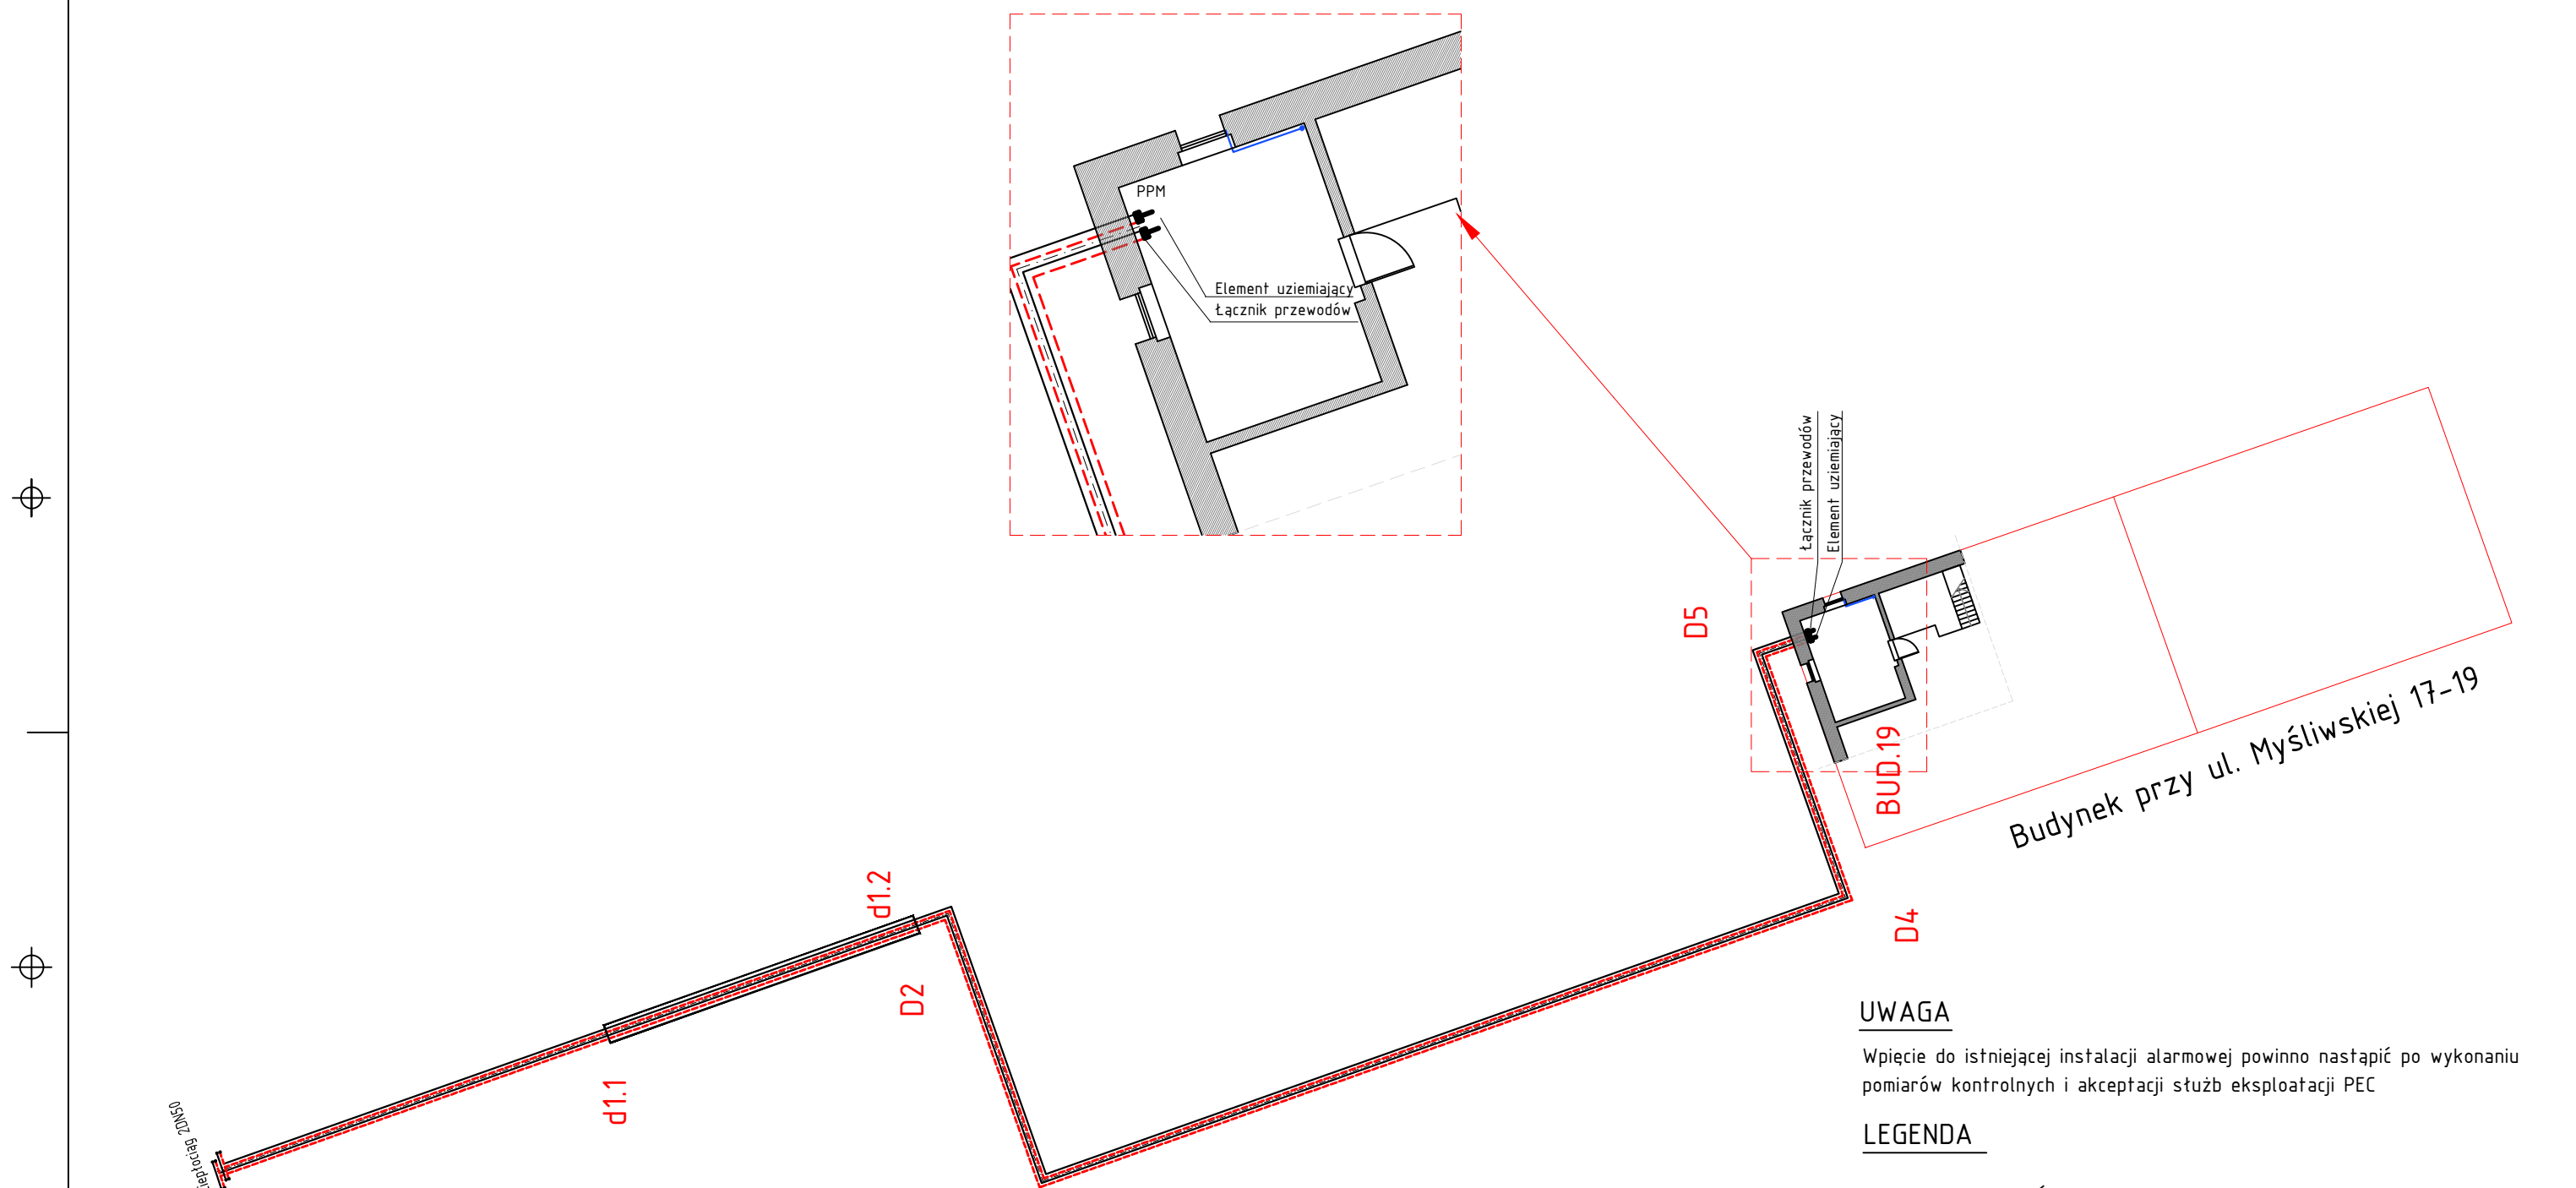 PPM
Element uziemiający
Łącznik przewodów
Łącznik przewodów
Element uziemiający
D5
BUD.19
Budynek przy ul. Myśliwskiej 17-19
D4
d1.2
D2
d1.1
2DN50
UWAGA
Wpięcie do istniejącej instalacji alarmowej powinno nastąpić po wykonaniu
pomiarów kontrolnych i akceptacji służb eksploatacji PEC
LEGENDA